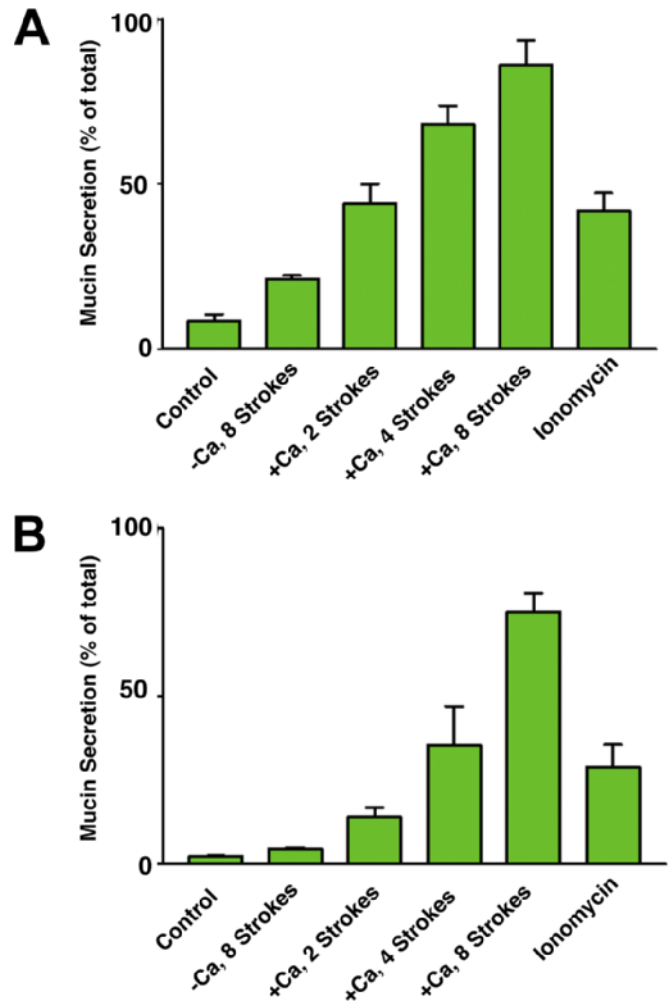 A
Mucin Secretion (% of total)
100
50
0
Control
-Ca, 8 Strokes
+Ca, 2 Strokes
+Ca, 4 Strokes
+Ca, 8 Strokes
Ionomycin
B
Mucin Secretion (% of total)
100
50
0
Control
-Ca, 8 Strokes
+Ca, 2 Strokes
+Ca, 4 Strokes
+Ca, 8 Strokes
Ionomycin